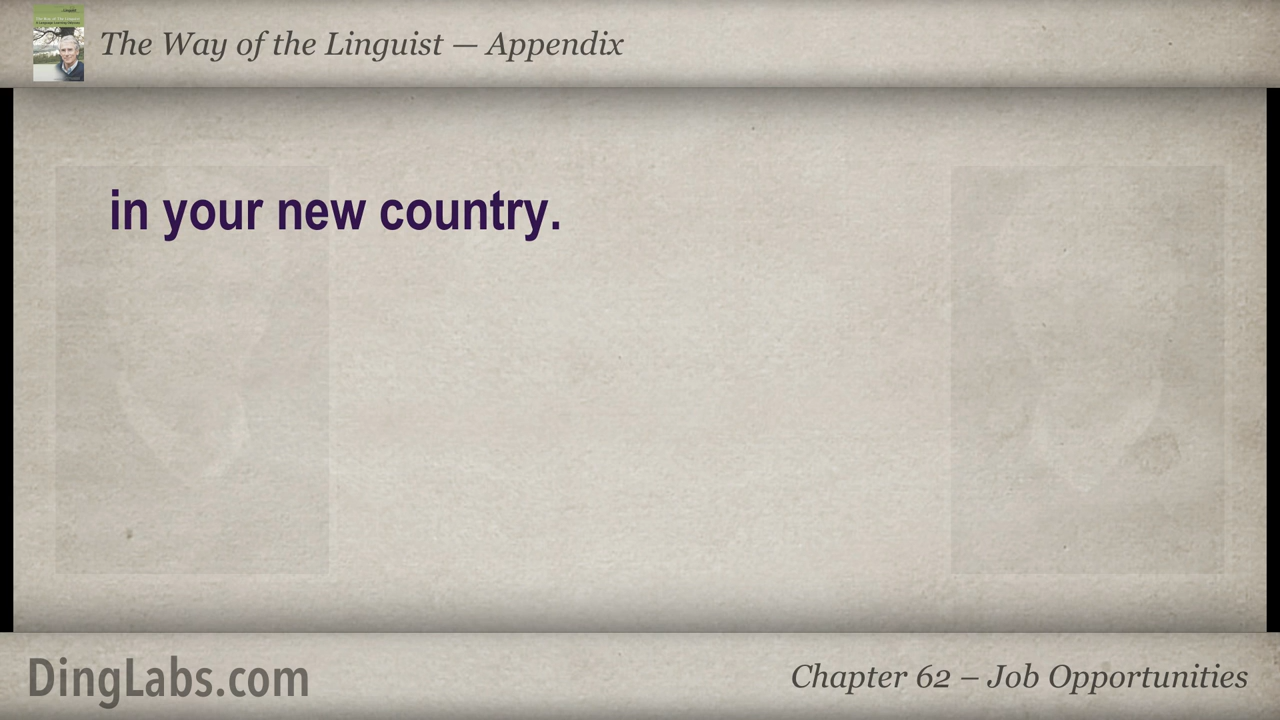 The Way of the Linguist — Appendix
in your new country.
DingLabs.com
Chapter 62 – Job Opportunities